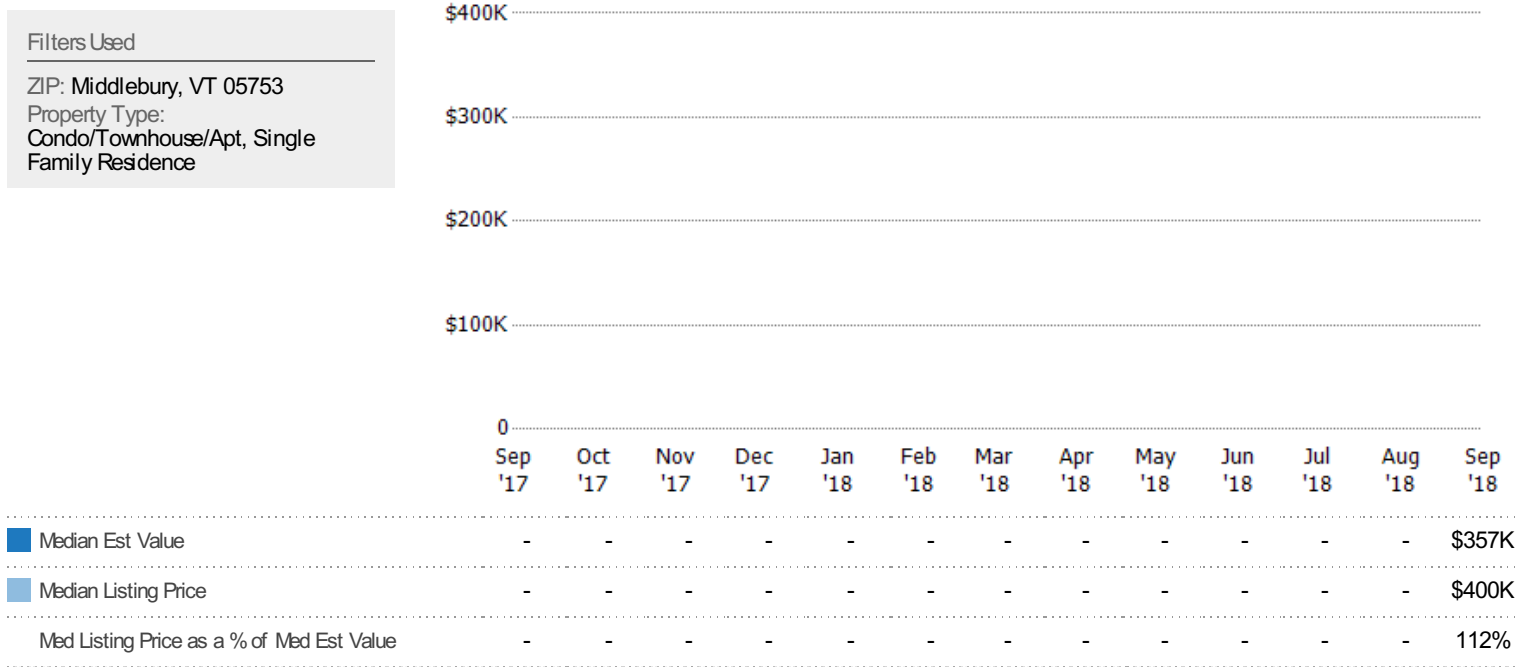 Filters Used
ZIP: Middlebury, VT 05753
Property Type:
Condo/Townhouse/Apt, Single
Family Residence
$400K
$300K
$200K
$100K
0
Sep Oct Nov Dec Jan Feb Mar Apr May Jun Jul Aug Sep
'17 '17 '17 '17 '18 '18 '18 '18 '18 '18 '18 '18 '18
Median Est Value - - - - - - - - - - - - $357K
Median Listing Price - - - - - - - - - - - - $400K
Med Listing Price as a % of Med Est Value - - - - - - - - - - - - 112%